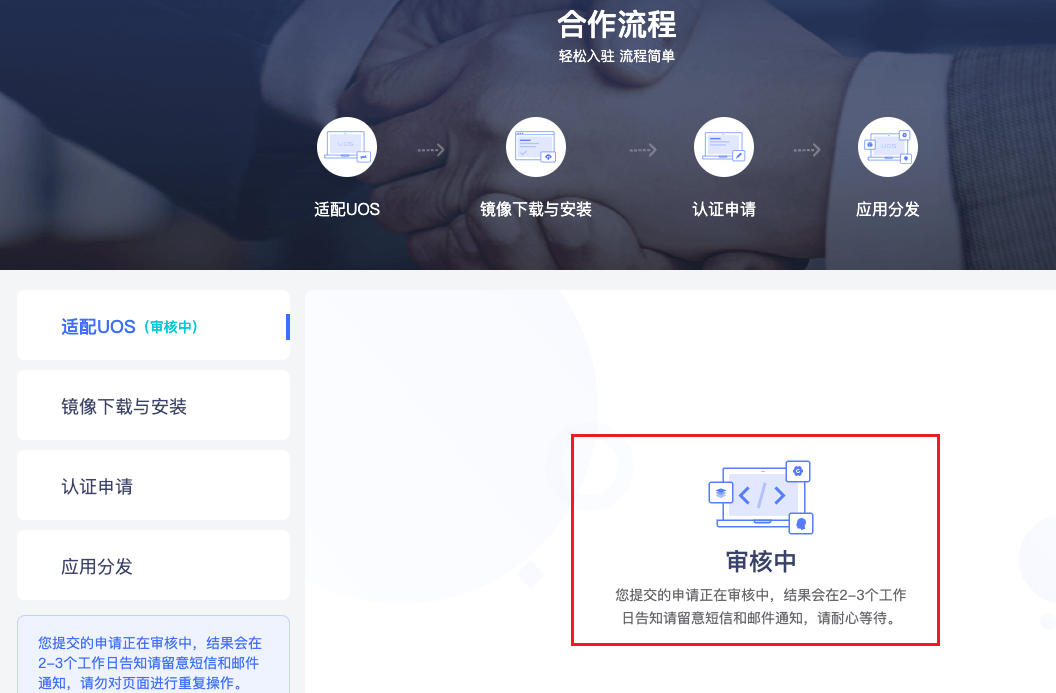 合作流程
轻松入驻 流程简单
UOS
UOS
适配UOS
镜像下载与安装
认证申请
应用分发
适配UOS（审核中）
镜像下载与安装
认证申请
应用分发
您提交的申请正在审核中，结果会在
2-3个工作日告知请留意短信和邮件
通知，请勿对页面进行重复操作。
</>
审核中
您提交的申请正在审核中，结果会在2-3个工作
日告知请留意短信和邮件通知，请耐心等待。